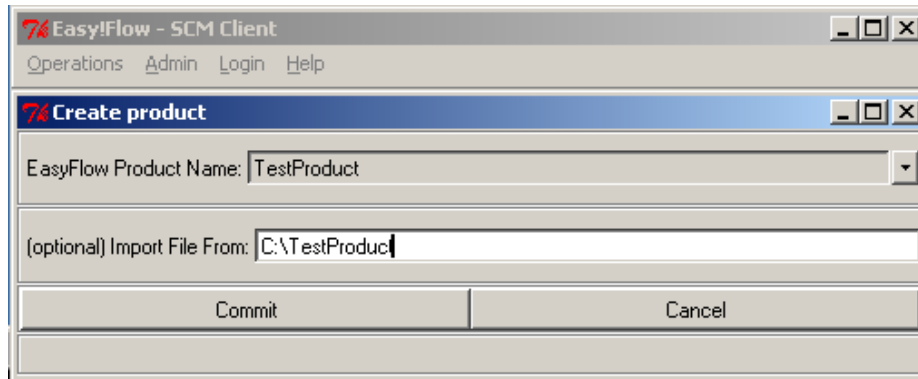 Easy!Flow - SCM Client
Operations Admin Login Help
Create product
EasyFlow Product Name: TestProduct
(optional) Import File From: C:\TestProduct
Commit Cancel